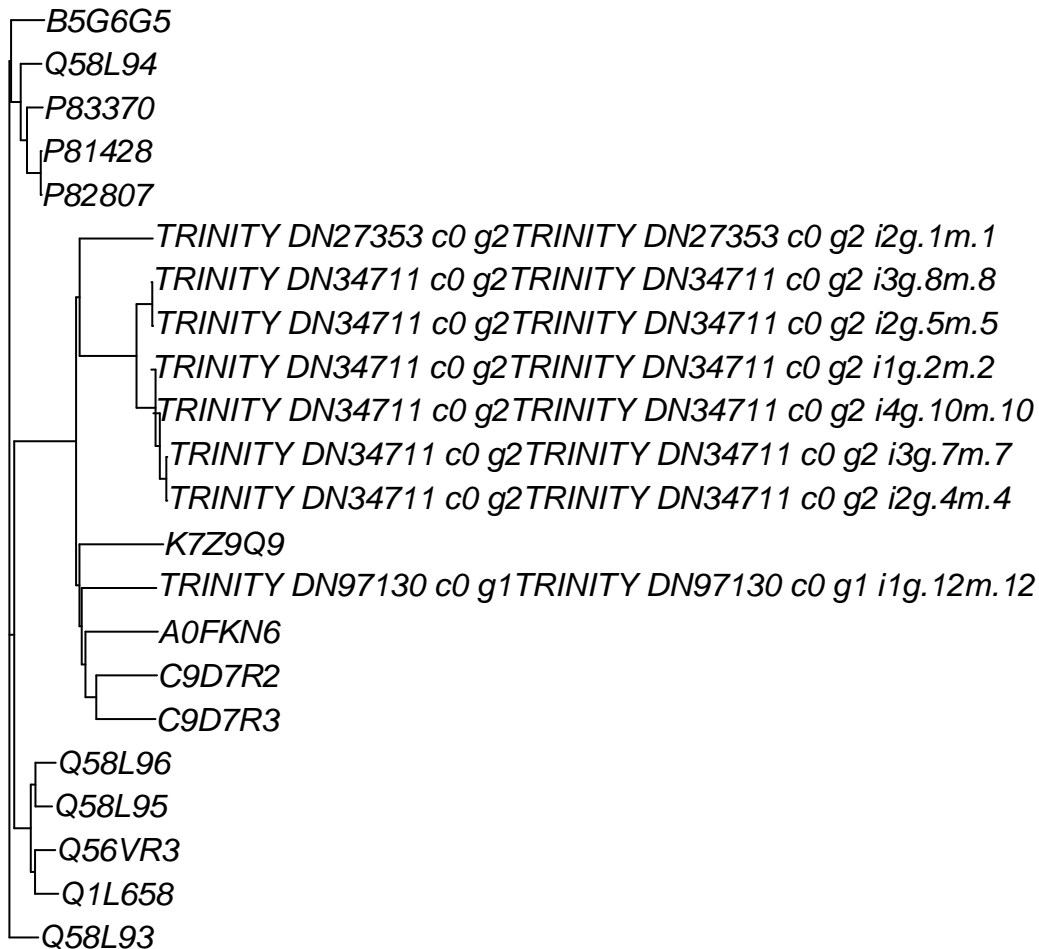 B5G6G5
Q58L94
P83370
P81428
P82807
TRINITY DN27353 c0 g2TRINITY DN27353 c0 g2 i2g.1m.1
TRINITY DN34711 c0 g2TRINITY DN34711 c0 g2 i3g.8m.8
TRINITY DN34711 c0 g2TRINITY DN34711 c0 g2 i2g.5m.5
TRINITY DN34711 c0 g2TRINITY DN34711 c0 g2 i1g.2m.2
TRINITY DN34711 c0 g2TRINITY DN34711 c0 g2 i4g.10m.10
TRINITY DN34711 c0 g2TRINITY DN34711 c0 g2 i3g.7m.7
TRINITY DN34711 c0 g2TRINITY DN34711 c0 g2 i2g.4m.4
K7Z9Q9
TRINITY DN97130 c0 g1TRINITY DN97130 c0 g1 i1g.12m.12
A0FKN6
C9D7R2
C9D7R3
Q58L96
Q58L95
Q56VR3
Q1L658
Q58L93